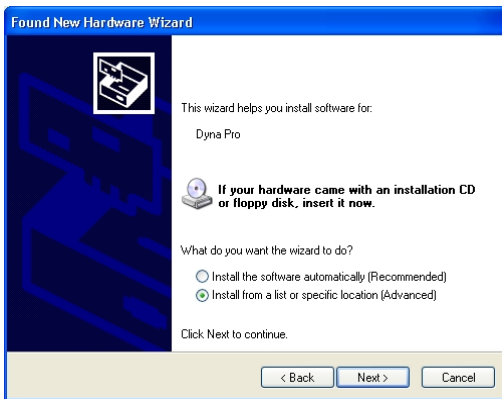 Found New Hardware Wizard
This wizard helps you install software for:
Dyna Pro
If your hardware came with an installation CD
or floppy disk, insert it now.
What do you want the wizard to do?
Install the software automatically (Recommended)
Install from a list or specific location (Advanced)
Click Next to continue.
< Back Next > Cancel